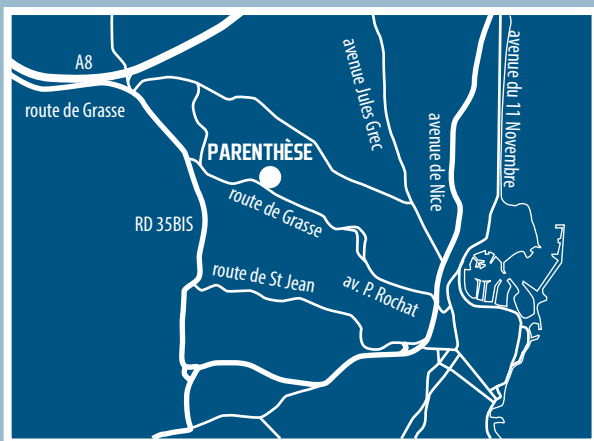 A8
route de Grasse
avenue Jules Grec
avenue du 11 Novembre
avenue de Nice
PARENTHÈSE
route de Grasse
RD 35BIS
route de St Jean
av. P. Rochat